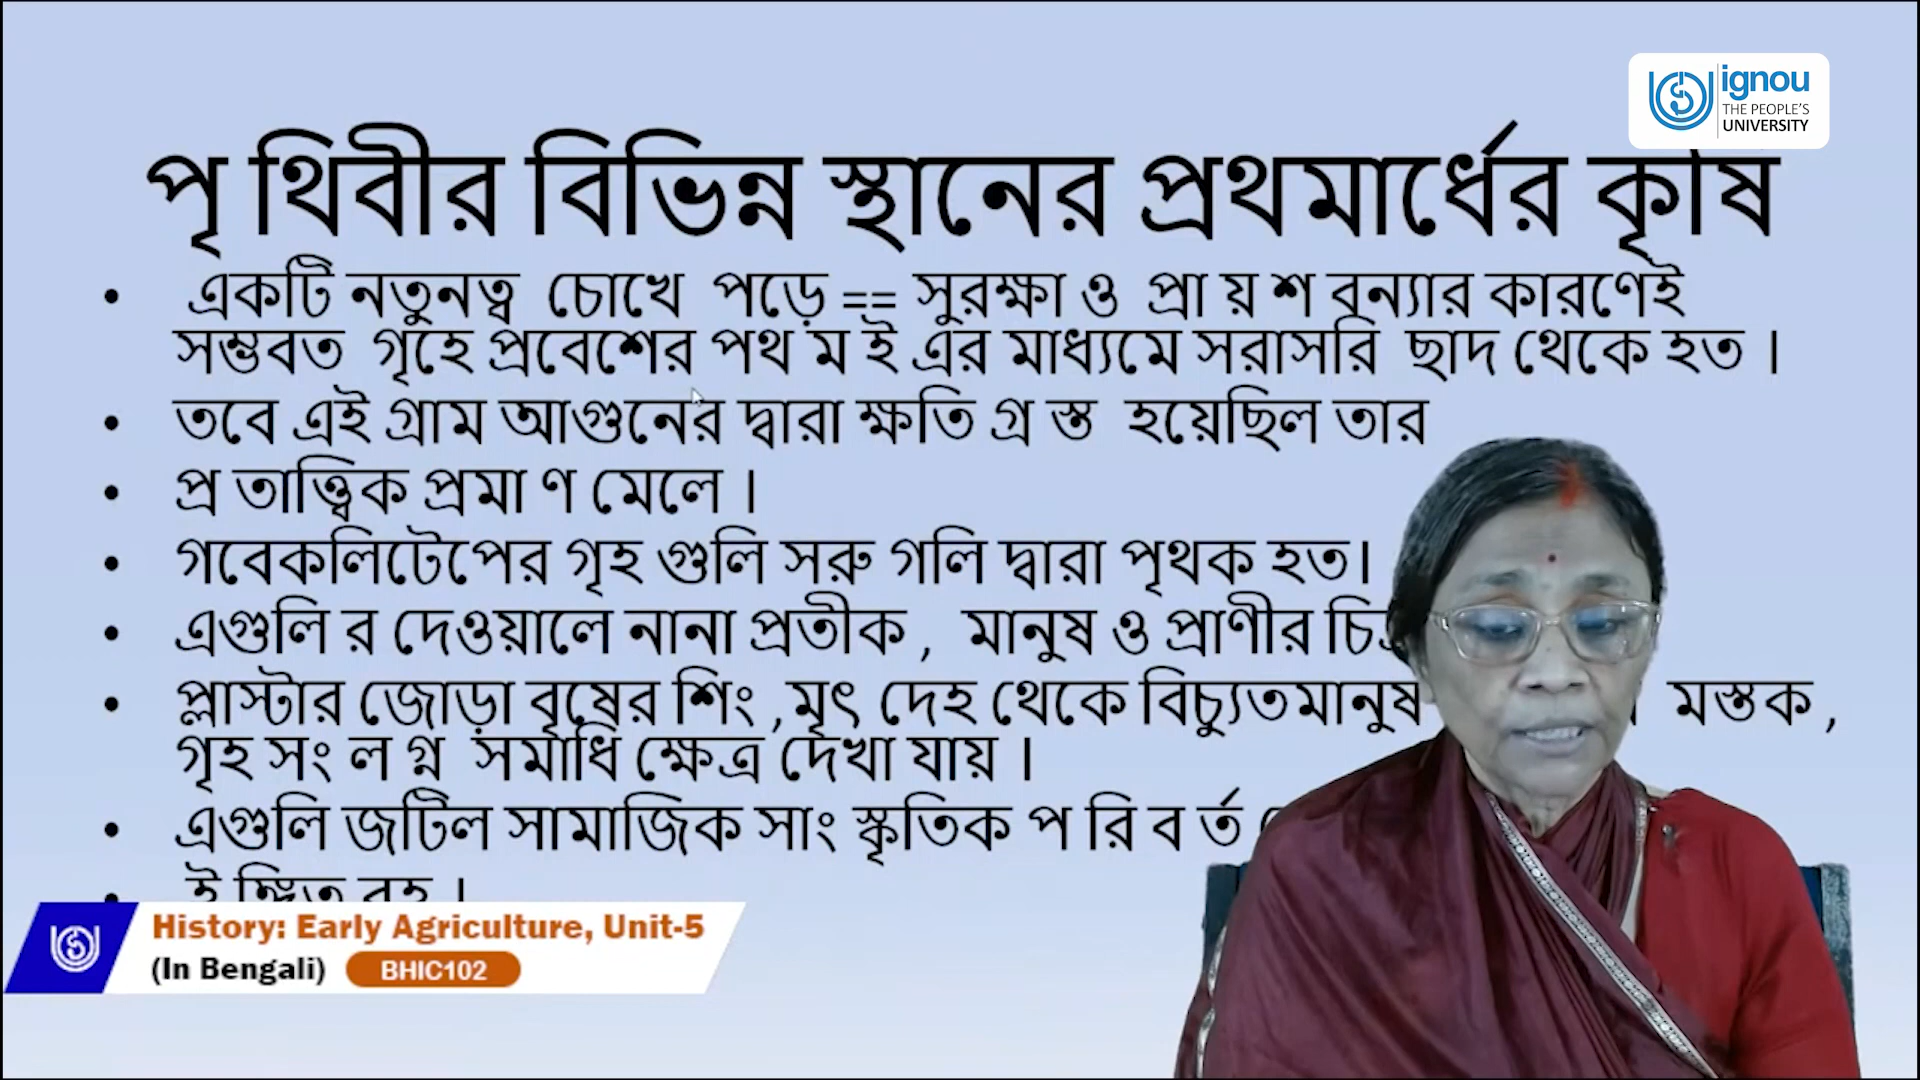 ignou
THE PEOPLE'S
UNIVERSITY
পৃ থিবীর বিভিন্ন স্থানের প্রথমার্ধের কৃষি
• একটি নতুনত্ব চোখে পড়ে == সুরক্ষা ও প্রা য় শ বন্যার কারণেই
সম্ভবত গৃহে প্রবেশের পথ ম ই এর মাধ্যমে সরাসরি ছাদ থেকে হত ।
• তবে এই গ্রাম আগুনের দ্বারা ক্ষতি গ্র স্ত হয়েছিল তার
• প্র তাত্ত্বিক প্রমা ণ মেলে ।
• গবেকলিটেপের গৃহ গুলি সরু গলি দ্বারা পৃথক হত।
• এগুলি র দেওয়ালে নানা প্রতীক , মানুষ ও প্রাণীর
• প্লাস্টার জোড়া বৃষের শিং ,মৃৎ দেহ থেকে বিচ্যুতমানুষ মস্তক ,
গৃহ সং ল গ্ন সমাধি ক্ষেত্র দেখা যায় ।
• এগুলি জটিল সামাজিক সাং স্কৃতিক প রি ব র্ত
History: Early Agriculture, Unit-5
(In Bengali) BHIC102